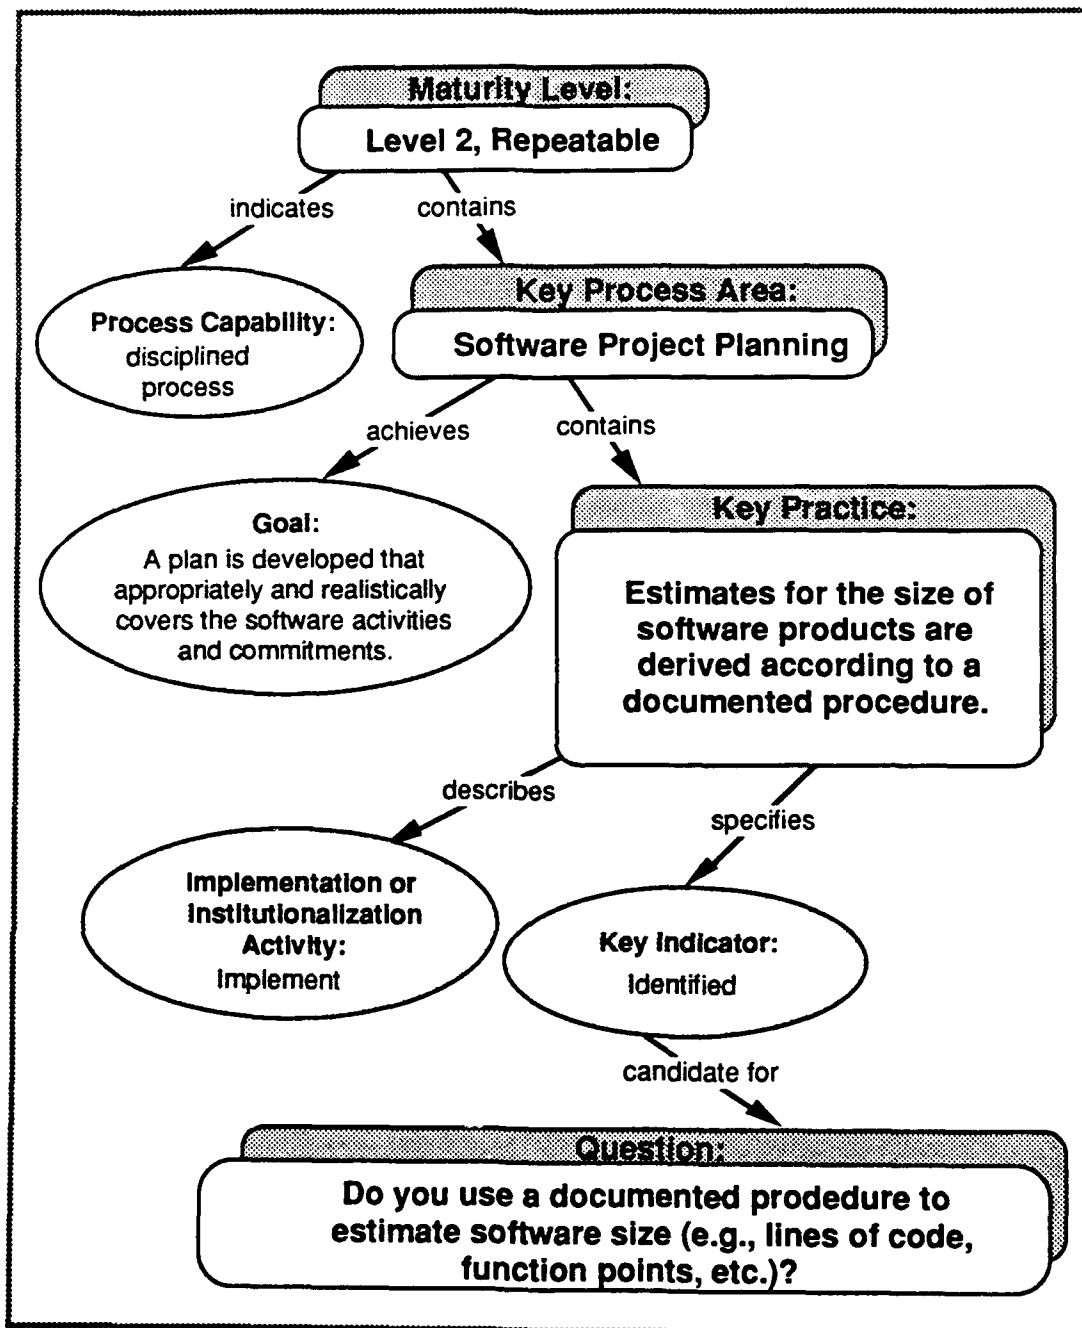 Maturity Level:
Level 2, Repeatable
indicates
contains
Process Capability:
disciplined
process
Key Process Area:
Software Project Planning
achieves
contains
Goal:
A plan is developed that
appropriately and realistically
covers the software activities
and commitments.
Key Practice:
Estimates for the size of
software products are
derived according to a
documented procedure.
describes
specifies
Implementation or
Institutionalization
Activity:
Implement
Key Indicator:
Identified
candidate for
Question:
Do you use a documented prodedure to
estimate software size (e.g., lines of code,
function points, etc.)?